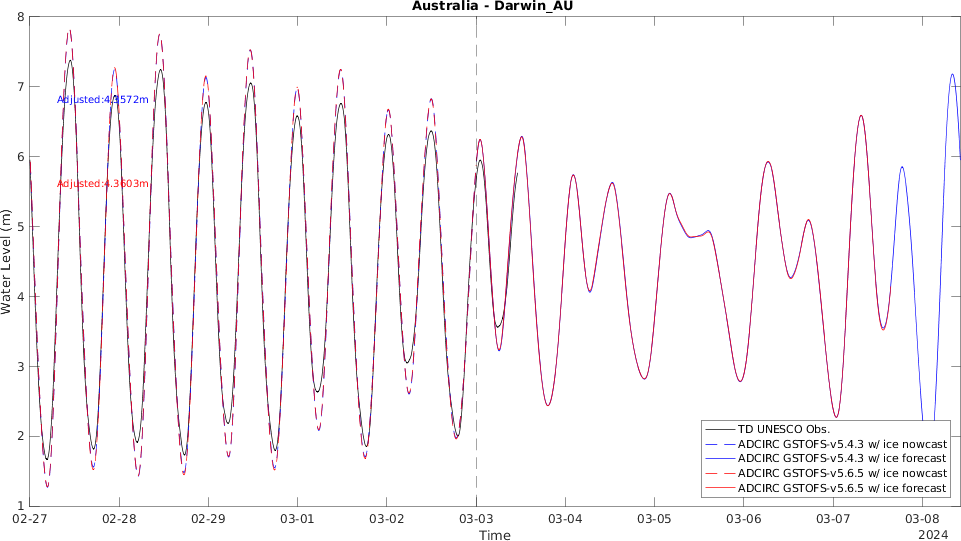 Australia - Darwin_AU
8
7
6
5
4
3
2
1
Water Level (m)
Adjusted:4.3572m
Adjusted:4.3603m
TD UNESCO Obs.
ADCIRC GSTOFS-v5.4.3 w/ ice nowcast
ADCIRC GSTOFS-v5.4.3 w/ ice forecast
ADCIRC GSTOFS-v5.6.5 w/ ice nowcast
ADCIRC GSTOFS-v5.6.5 w/ ice forecast
02-27 02-28 02-29 03-01 03-02 03-03 03-04 03-05 03-06 03-07 03-08
Time
2024